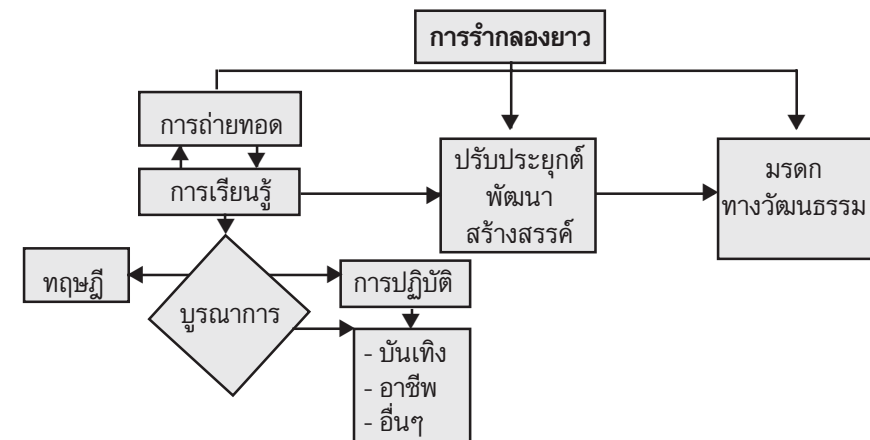 การรำกลองยาว
การถ่ายทอด
การเรียนรู้
ปรับประยุกต์
พัฒนา
สร้างสรรค์
มรดก
ทางวัฒนธรรม
ทฤษฎี
บูรณาการ
การปฏิบัติ
- บันเทิง
- อาชีพ
- อื่นๆ